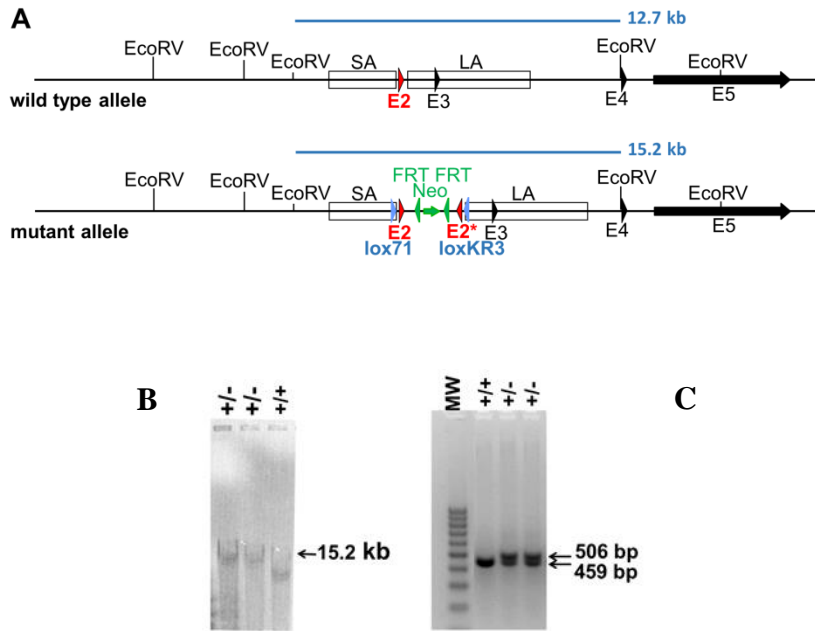 A
12.7 kb
EcoRV EcoRV EcoRV SA LA EcoRV EcoRV
wild type allele E2 E3 E4 E5
15.2 kb
FRT FRT
EcoRV EcoRV EcoRV SA Neo LA EcoRV EcoRV
mutant allele E2 E2* E3 E4 E5
lox71 loxKR3
B
+/- +/- +/+
←15.2 kb
MW +/+ +/- +/-
C
506 bp
459 bp